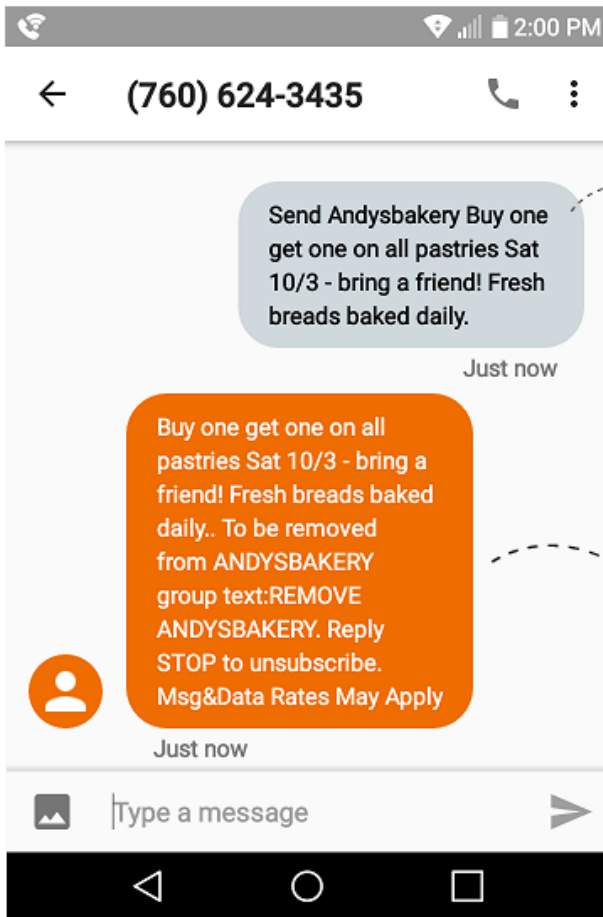 2:00 PM
(760) 624-3435
Send Andysbakery Buy one
get one on all pastries Sat
10/3 - bring a friend! Fresh
breads baked daily.
Just now
Buy one get one on all
pastries Sat 10/3 - bring a
friend! Fresh breads baked
daily.. To be removed
from ANDYSBAKERY
group text:REMOVE
ANDYSBAKERY. Reply
STOP to unsubscribe.
Msg&Data Rates May Apply
Just now
Type a message